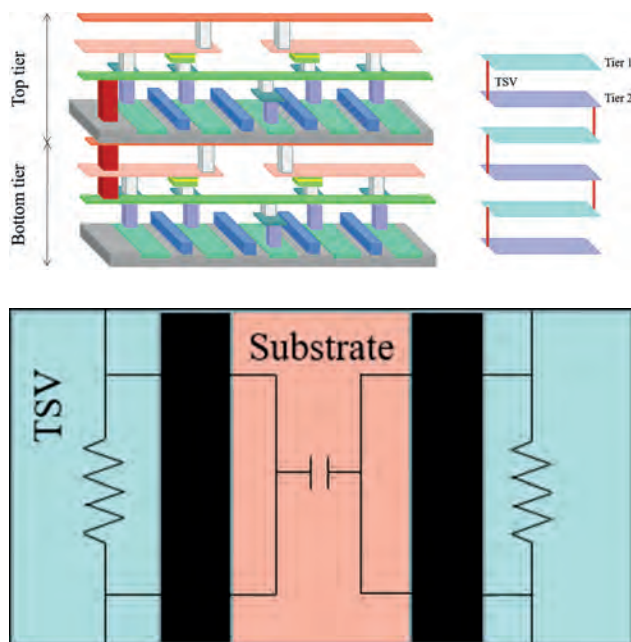 Top tier
Bottom tier
Tier 1
TSV
Tier 2
Substrate
TSV